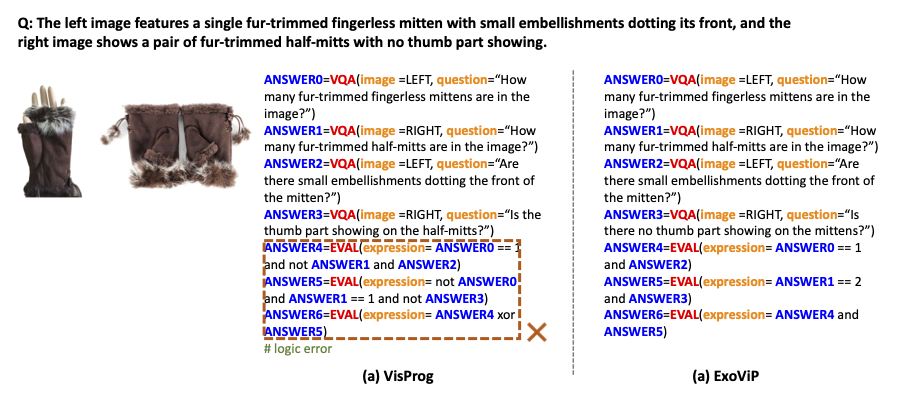 Q: The left image features a single fur-trimmed fingerless mitten with small embellishments dotting its front, and the
right image shows a pair of fur-trimmed half-mitts with no thumb part showing.
ANSWER0=VQA(image =LEFT, question=“How
many fur-trimmed fingerless mittens are in the
image?”)
ANSWER1=VQA(image =RIGHT, question=“How
many fur-trimmed half-mitts are in the image?”)
ANSWER2=VQA(image =LEFT, question=“Are
there small embellishments dotting the front of
the mitten?”)
ANSWER3=VQA(image =RIGHT, question=“Is the
thumb part showing on the half-mitts?”)
ANSWER4=EVAL(expression= ANSWER0 == 1
and not ANSWER1 and ANSWER2)
ANSWER5=EVAL(expression= not ANSWER0
and ANSWER1 == 1 and not ANSWER3)
ANSWER6=EVAL(expression= ANSWER4 xor
ANSWER5)
# logic error
(a) VisProg
ANSWER0=VQA(image =LEFT, question=“How
many fur-trimmed fingerless mittens are in the
image?”)
ANSWER1=VQA(image =RIGHT, question=“How
many fur-trimmed half-mitts are in the image?”)
ANSWER2=VQA(image =LEFT, question=“Are
there small embellishments dotting the front of
the mitten?”)
ANSWER3=VQA(image =RIGHT, question=“Is
there no thumb part showing on the mittens?”)
ANSWER4=EVAL(expression= ANSWER0 == 1
and ANSWER2)
ANSWER5=EVAL(expression= ANSWER1 == 2
and ANSWER3)
ANSWER6=EVAL(expression= ANSWER4 and
ANSWER5)
(a) ExoViP